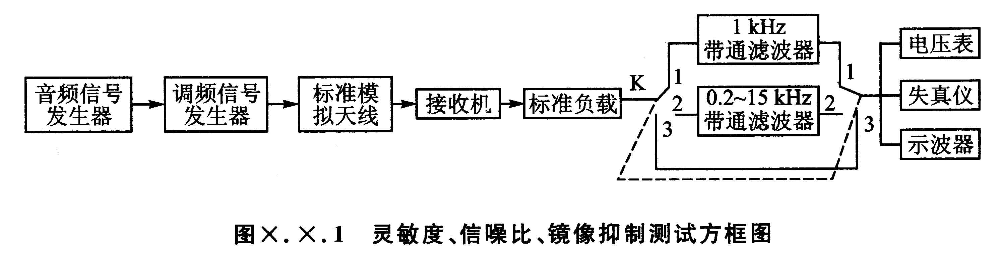 音频信号
发生器
调频信号
发生器
标准模
拟天线
接收机
标准负载
K
1
2
3
1 kHz
带通滤波器
0.2~15 kHz
带通滤波器
1
2
3
电压表
失真仪
示波器
图×.×.1 灵敏度、信噪比、镜像抑制测试方框图